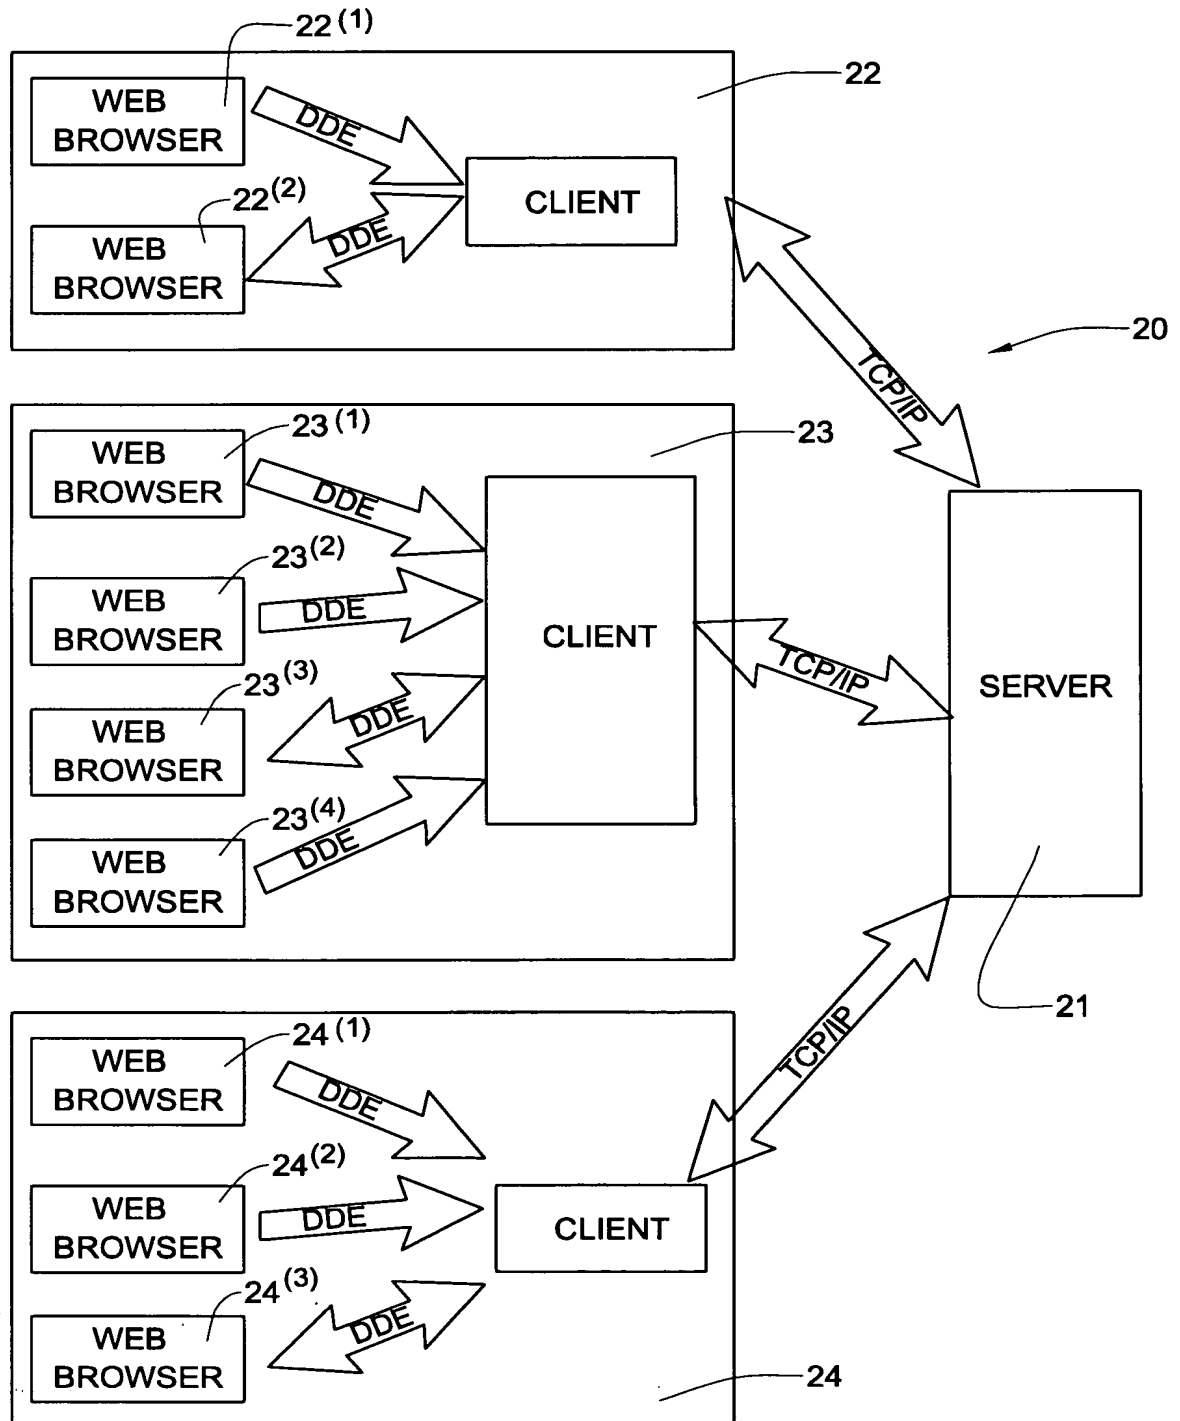 22(1)
22
WEB
BROWSER
DDE
CLIENT
22(2)
WEB
BROWSER
DDE
TCP/IP
20
23(1)
23
WEB
BROWSER
DDE
23(2)
WEB
BROWSER
DDE
CLIENT
TCP/IP
SERVER
23(3)
WEB
BROWSER
DDE
23(4)
WEB
BROWSER
DDE
21
24(1)
WEB
BROWSER
DDE
TCP/IP
24(2)
WEB
BROWSER
DDE
CLIENT
24(3)
WEB
BROWSER
DDE
24